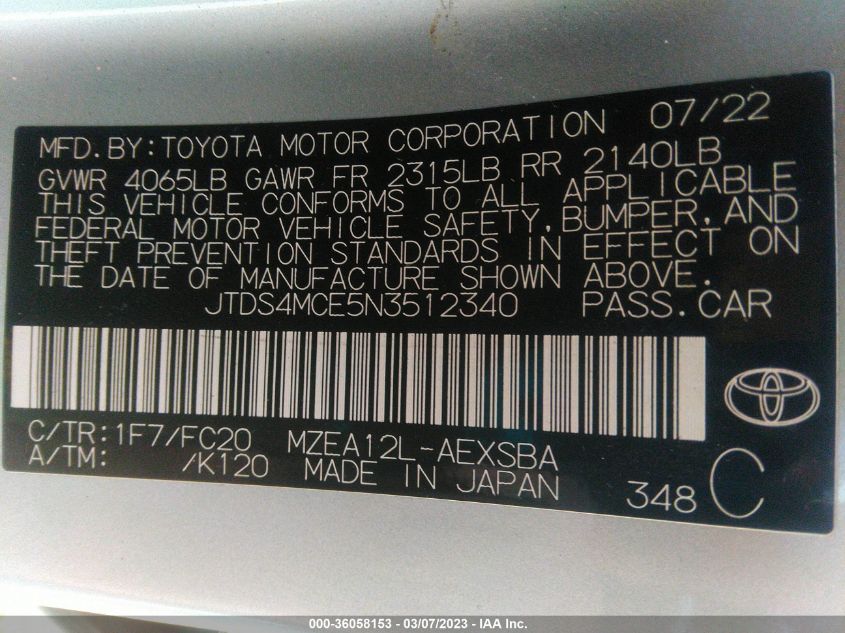 MFD.BY:TOYOTA MOTOR CORPORATION 07/22
GVWR 4065LB GAWR FR 2315LB RR 2140LB
THIS VEHICLE CONFORMS TO ALL APPLICABLE
FEDERAL MOTOR VEHICLE SAFETY, BUMPER, AND
THEFT PREVENTION STANDARDS IN EFFECT ON
THE DATE OF MANUFACTURE SHOWN ABOVE.
JTDS4MCE5N3512340 PASS.CAR
C/TR:1F7/FC20 MZEA12L-AEXSBA
A/TM: /K120 MADE IN JAPAN 348 C
000-36058153 - 03/07/2023 - IAA Inc.